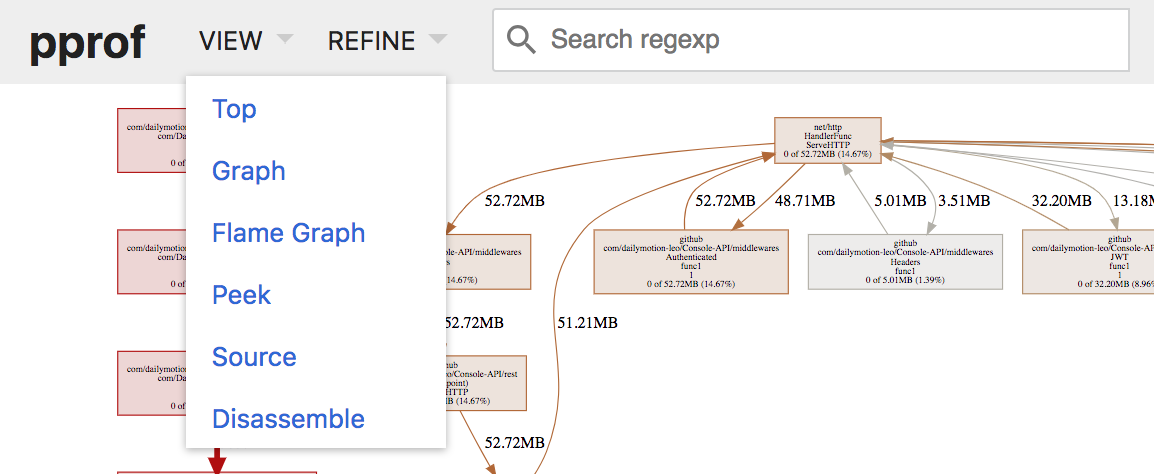 pprof
VIEW
REFINE
Search regexp
Top
Graph
Flame Graph
Peek
Source
Disassemble
com/dailymotion
com/Da
0 of
com/dailymotio
com/Da
0 of
com/dailymotio
com/Da
0 of
net/http
HandlerFunc
ServeHTTP
0 of 52.72MB (14.67%)
52.72MB
52.72MB
48.71MB
5.01MB
3.51MB
32.20MB
13.18M
ole-API/middlewares
s
14.67%)
github
com/dailymotion-leo/Console-API/middlewares
Authenticated
func1
1
0 of 52.72MB (14.67%)
github
com/dailymotion-leo/Console-API/middlewares
Headers
func1
0 of 5.01MB (1.39%)
github
com/dailymotion-leo/Console-AP
JWT
func1
1
0 of 32.20MB (8.96%
52.72MB
51.21MB
ub
eo/Console-API/rest
point)
HTTP
B (14.67%)
52.72MB